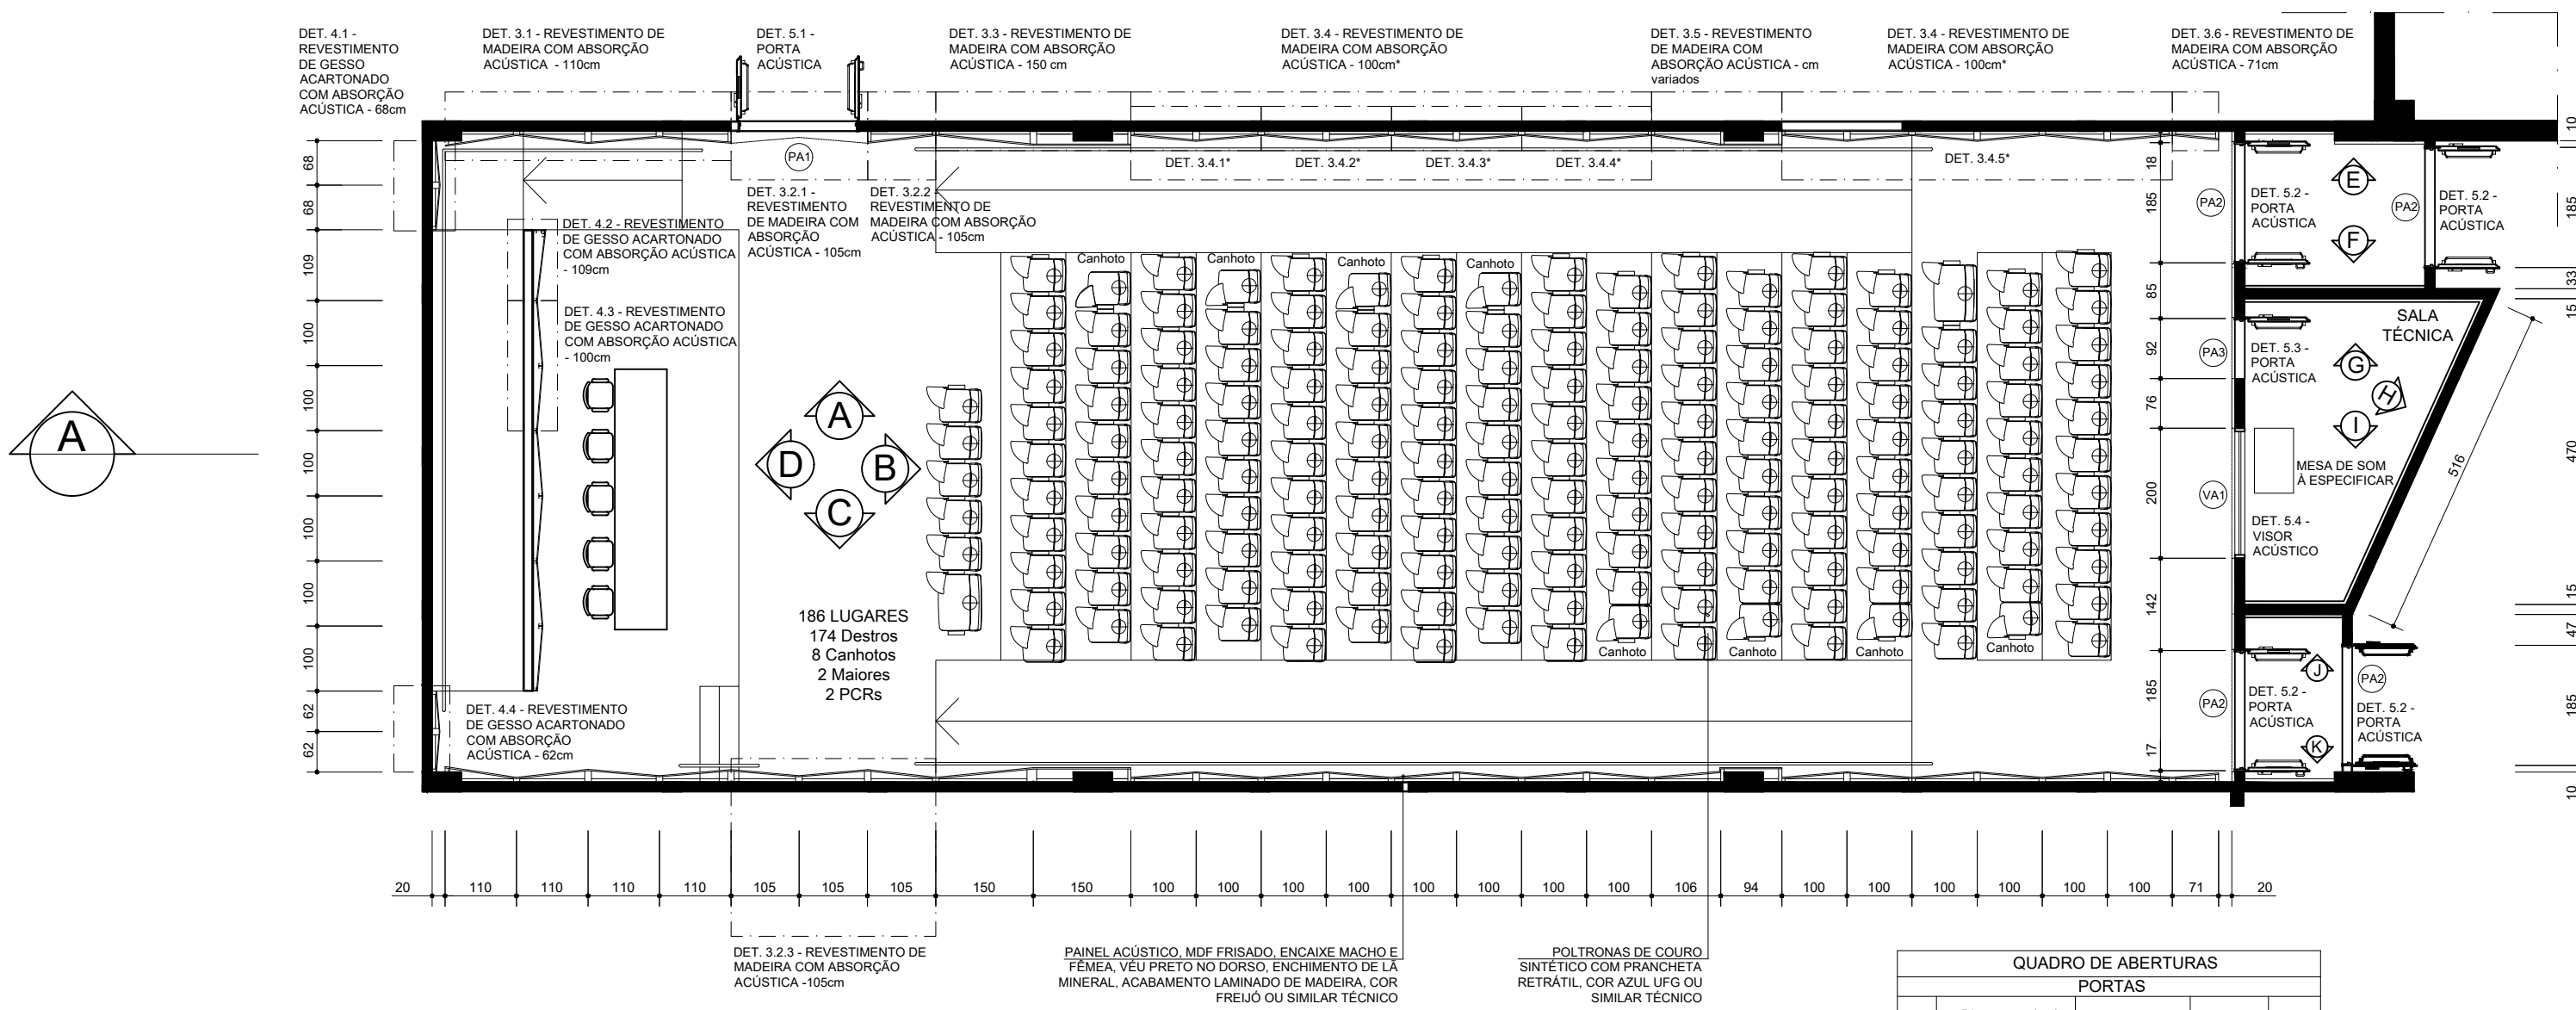 DET. 4.1 -
REVESTIMENTO
DE GESSO
ACARTONADO
COM ABSORÇÃO
ACÚSTICA - 68cm
DET. 3.1 - REVESTIMENTO DE
MADEIRA COM ABSORÇÃO
ACÚSTICA - 110cm
DET. 5.1 -
PORTA
ACÚSTICA
DET. 3.3 - REVESTIMENTO DE
MADEIRA COM ABSORÇÃO
ACÚSTICA - 150 cm
DET. 3.4 - REVESTIMENTO DE
MADEIRA COM ABSORÇÃO
ACÚSTICA - 100cm*
DET. 3.5 - REVESTIMENTO
DE MADEIRA COM
ABSORÇÃO ACÚSTICA - cm
variados
DET. 3.4 - REVESTIMENTO DE
MADEIRA COM ABSORÇÃO
ACÚSTICA - 100cm*
DET. 3.6 - REVESTIMENTO DE
MADEIRA COM ABSORÇÃO
ACÚSTICA - 71cm
PA1
DET. 3.4.1*
DET. 3.4.2*
DET. 3.4.3*
DET. 3.4.4*
DET. 3.4.5*
DET. 3.2.1 -
REVESTIMENTO
DE MADEIRA COM
ABSORÇÃO
ACÚSTICA - 105cm
DET. 3.2.2
REVESTIMENTO DE
MADEIRA COM ABSORÇÃO
ACÚSTICA - 105cm
DET. 4.2 - REVESTIMENTO
DE GESSO ACARTONADO
COM ABSORÇÃO ACÚSTICA
- 109cm
DET. 4.3 - REVESTIMENTO
DE GESSO ACARTONADO
COM ABSORÇÃO ACÚSTICA
- 100cm
68
68
109
100
100
100
100
100
100
62
62
A
A
D
B
C
186 LUGARES
174 Destros
8 Canhotos
2 Maiores
2 PCRs
DET. 4.4 - REVESTIMENTO
DE GESSO ACARTONADO
COM ABSORÇÃO
ACÚSTICA - 62cm
Canhoto
Canhoto
Canhoto
Canhoto
Canhoto
Canhoto
Canhoto
Canhoto
18
185
85
92
76
200
142
185
17
PA2
PA3
VA1
PA2
DET. 5.2 -
PORTA
ACÚSTICA
E
F
PA2
DET. 5.2 -
PORTA
ACÚSTICA
SALA
TÉCNICA
DET. 5.3 -
PORTA
ACÚSTICA
G
H
I
MESA DE SOM
À ESPECIFICAR
DET. 5.4 -
VISOR
ACÚSTICO
516
J
K
DET. 5.2 -
PORTA
ACÚSTICA
PA2
DET. 5.2 -
PORTA
ACÚSTICA
10
185
33
15
470
15
47
185
10
20 110 110 110 110 105 105 105 150 150 100 100 100 100 100 100 100 100 106 94 100 100 100 100 100 100 71 20
DET. 3.2.3 - REVESTIMENTO DE
MADEIRA COM ABSORÇÃO
ACÚSTICA -105cm
PAINEL ACÚSTICO, MDF FRISADO, ENCAIXE MACHO E
FÊMEA, VÉU PRETO NO DORSO, ENCHIMENTO DE LÃ
MINERAL, ACABAMENTO LAMINADO DE MADEIRA, COR
FREIJÓ OU SIMILAR TÉCNICO
POLTRONAS DE COURO
SINTÉTICO COM PRANCHETA
RETRÁTIL, COR AZUL UFG OU
SIMILAR TÉCNICO
QUADRO DE ABERTURAS
PORTAS